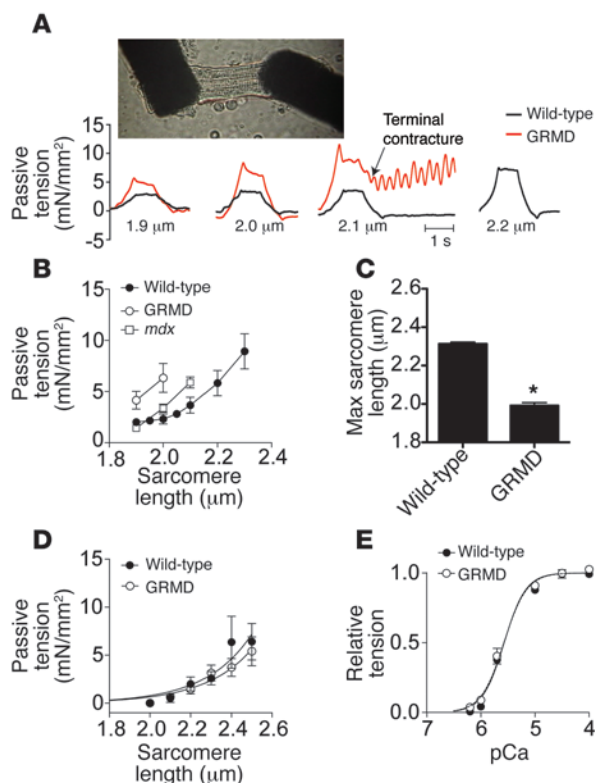 A
Terminal
contracture
Wild-type
GRMD
Passive
tension
(mN/mm²)
15
10
5
0
-5
1.9 μm
2.0 μm
2.1 μm
2.2 μm
1 s
B
Wild-type
GRMD
mdx
Passive
tension
(mN/mm²)
15
10
5
0
1.8
2.0
2.2
2.4
Sarcomere
length (μm)
C
Max sarcomere
length (μm)
2.6
2.4
2.2
2.0
1.8
*
Wild-type
GRMD
D
Wild-type
GRMD
Passive
tension
(mN/mm²)
15
10
5
0
1.8
2.0
2.2
2.4
2.6
Sarcomere
length (μm)
E
Wild-type
GRMD
Relative
tension
1.0
0.5
0.0
7
6
5
4
pCa